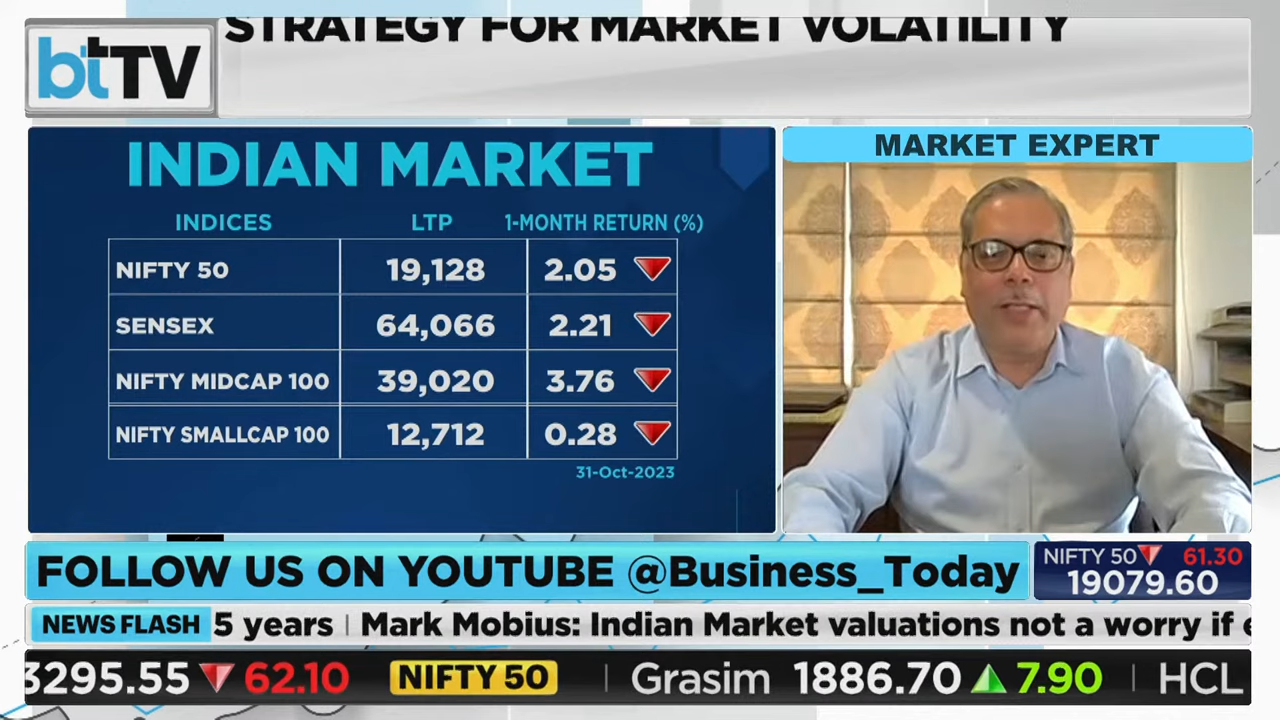 STRATEGY FOR MARKET VOLATILITY
btTV
INDIAN MARKET
INDICES LTP 1-MONTH RETURN (%)
NIFTY 50 19,128 2.05
SENSEX 64,066 2.21
NIFTY MIDCAP 100 39,020 3.76
NIFTY SMALLCAP 100 12,712 0.28
31-Oct-2023
MARKET EXPERT
FOLLOW US ON YOUTUBE @Business_Today
NIFTY 50 61.30
19079.60
NEWS FLASH 5 years | Mark Mobius: Indian Market valuations not a worry if e
3295.55 62.10 NIFTY 50 | Grasim 1886.70 7.90 | HCL